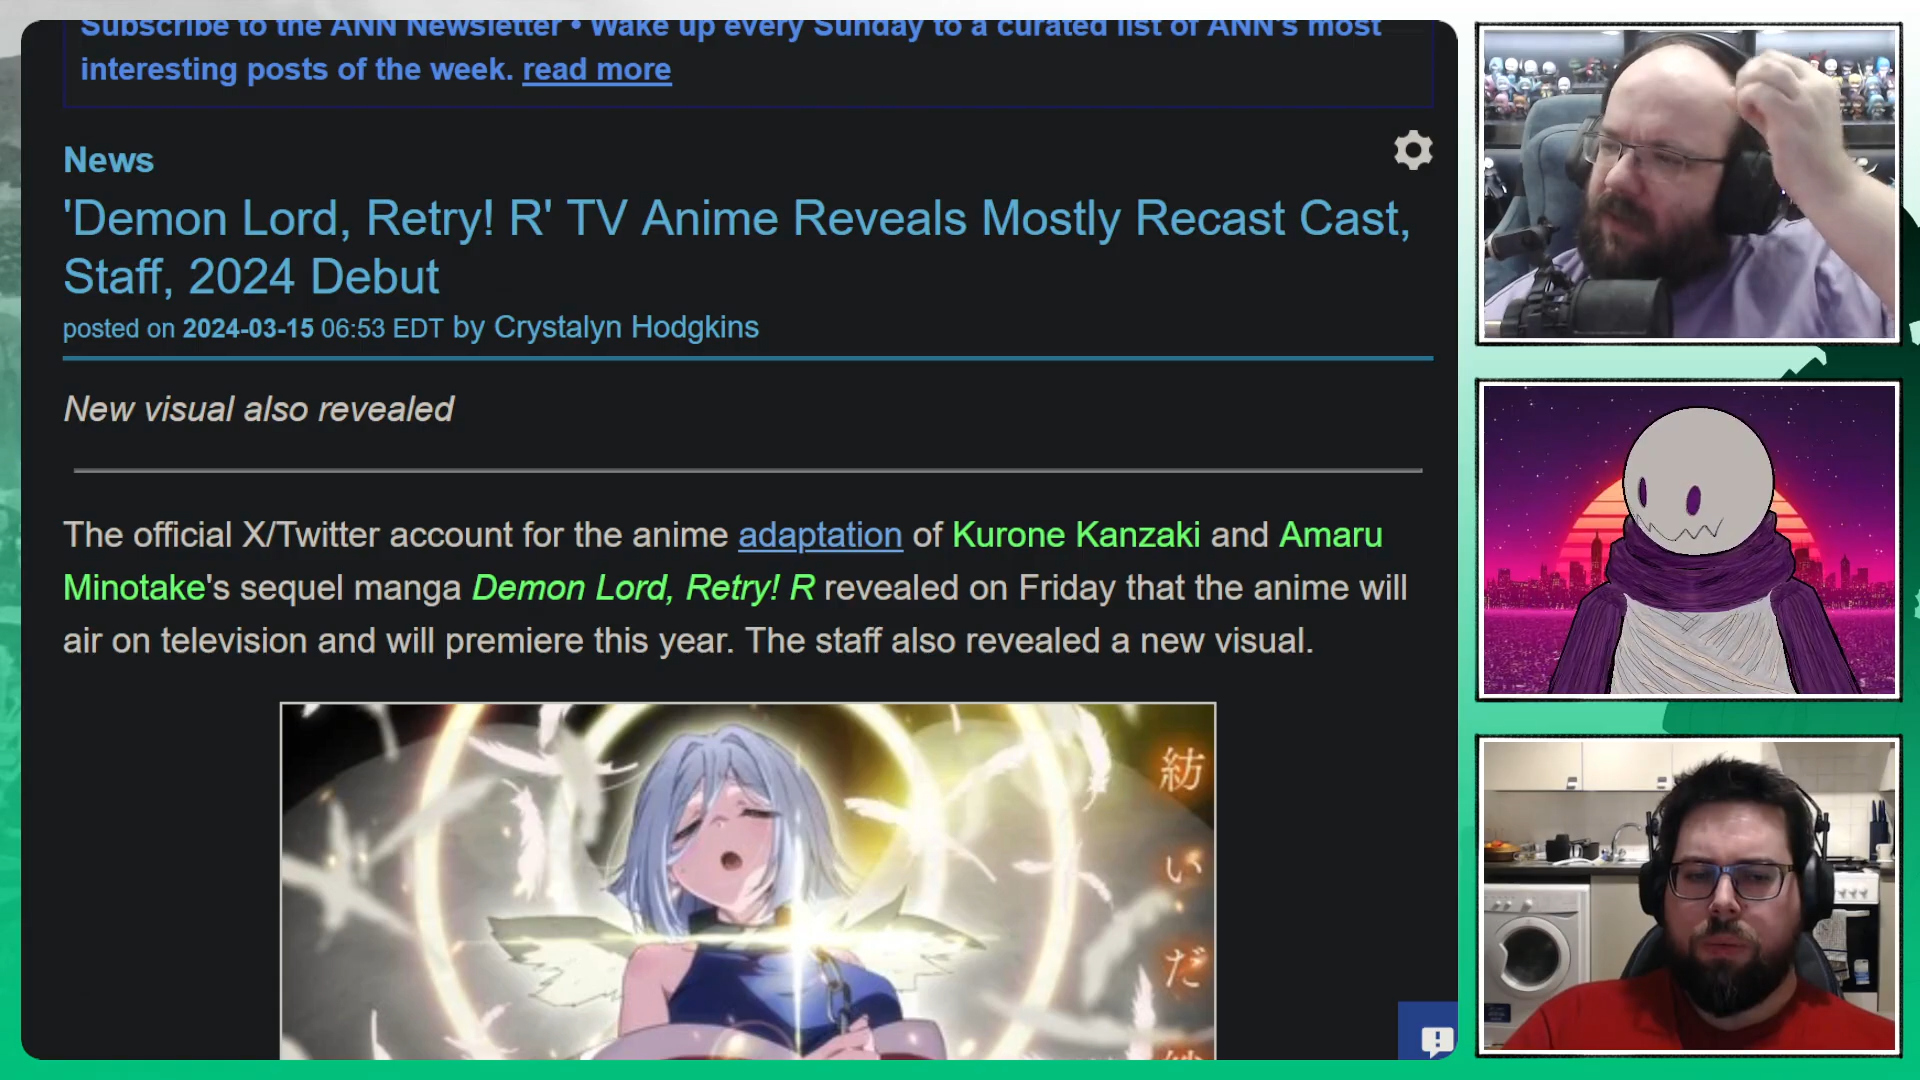 Subscribe to the ANN Newsletter • Wake up every Sunday to a curated list of ANN's most
interesting posts of the week. read more
News
'Demon Lord, Retry! R' TV Anime Reveals Mostly Recast Cast,
Staff, 2024 Debut
posted on 2024-03-15 06:53 EDT by Crystalyn Hodgkins
New visual also revealed
The official X/Twitter account for the anime adaptation of Kurone Kanzaki and Amaru
Minotake's sequel manga Demon Lord, Retry! R revealed on Friday that the anime will
air on television and will premiere this year. The staff also revealed a new visual.
紡いだ